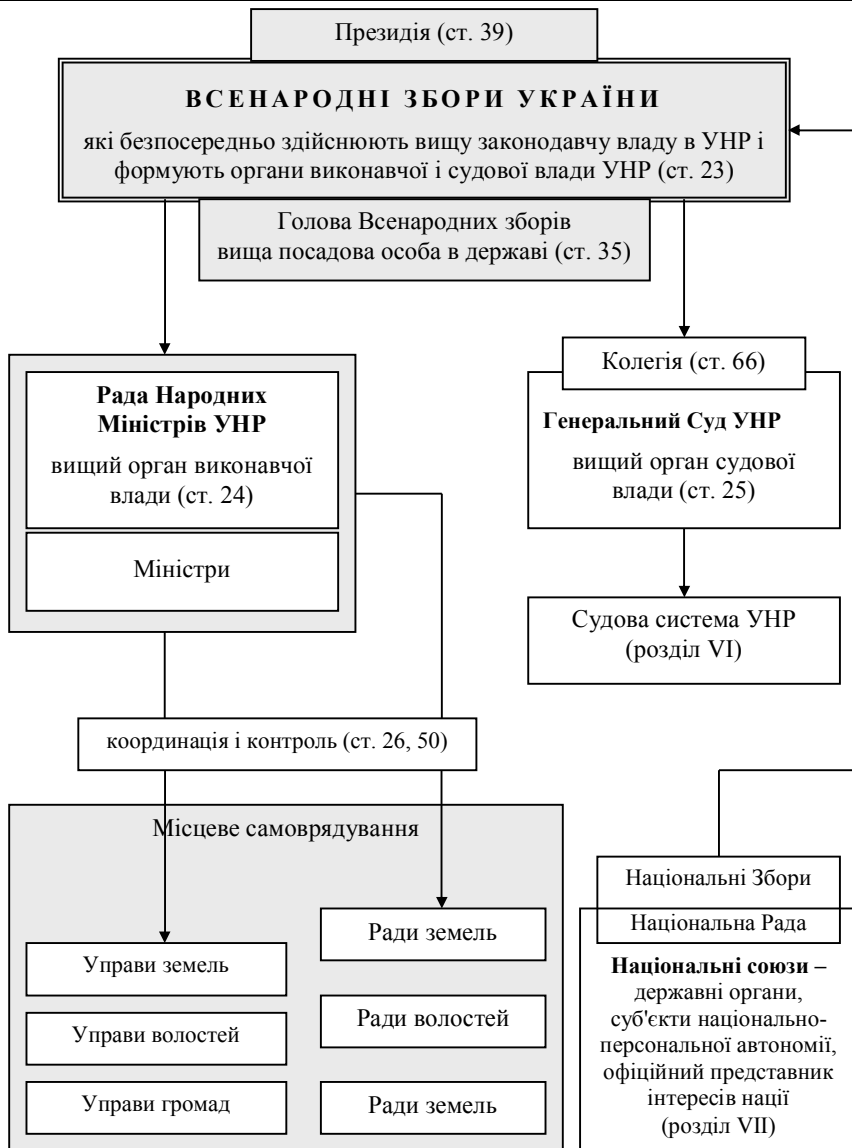 Президія (ст. 39)
ВСЕНАРОДНІ ЗБОРИ УКРАЇНИ
які безпосередньо здійснюють вищу законодавчу владу в УНР і
формують органи виконавчої і судової влади УНР (ст. 23)
Голова Всенародних зборів
вища посадова особа в державі (ст. 35)
Рада Народних
Міністрів УНР
вищий орган виконавчої
влади (ст. 24)
Міністри
Колегія (ст. 66)
Генеральний Суд УНР
вищий орган судової
влади (ст. 25)
Судова система УНР
(розділ VI)
координація і контроль (ст. 26, 50)
Місцеве самоврядування
Управи земель
Управи волостей
Управи громад
Ради земель
Ради волостей
Ради земель
Національні Збори
Національна Рада
Національні союзи –
державні органи,
суб'єкти національно-
персональної автономії,
офіційний представник
інтересів нації
(розділ VII)